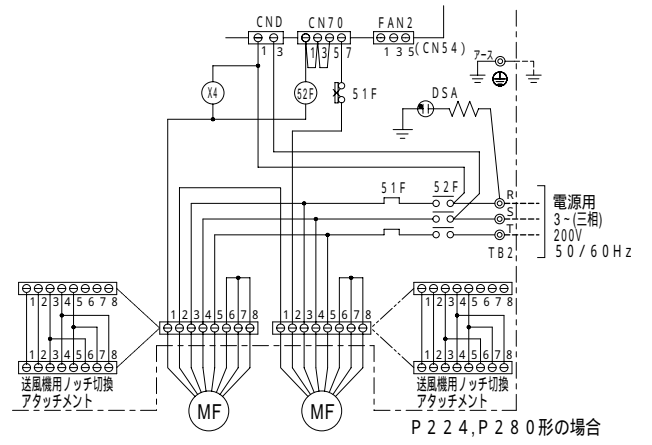 CND CN70 FAN2
1 3 1 3 5 7 1 3 5 (CN54)
アース
X4 52F 51F DSA
51F 52F R
S
T
TB2
電源用
3~(三相)
200V
50/60Hz
1 2 3 4 5 6 7 8
1 2 3 4 5 6 7 8
1 2 3 4 5 6 7 8
1 2 3 4 5 6 7 8
1 2 3 4 5 6 7 8
1 2 3 4 5 6 7 8
送風機用ノッチ切換
アタッチメント
MF
MF
送風機用ノッチ切換
アタッチメント
P224,P280形の場合